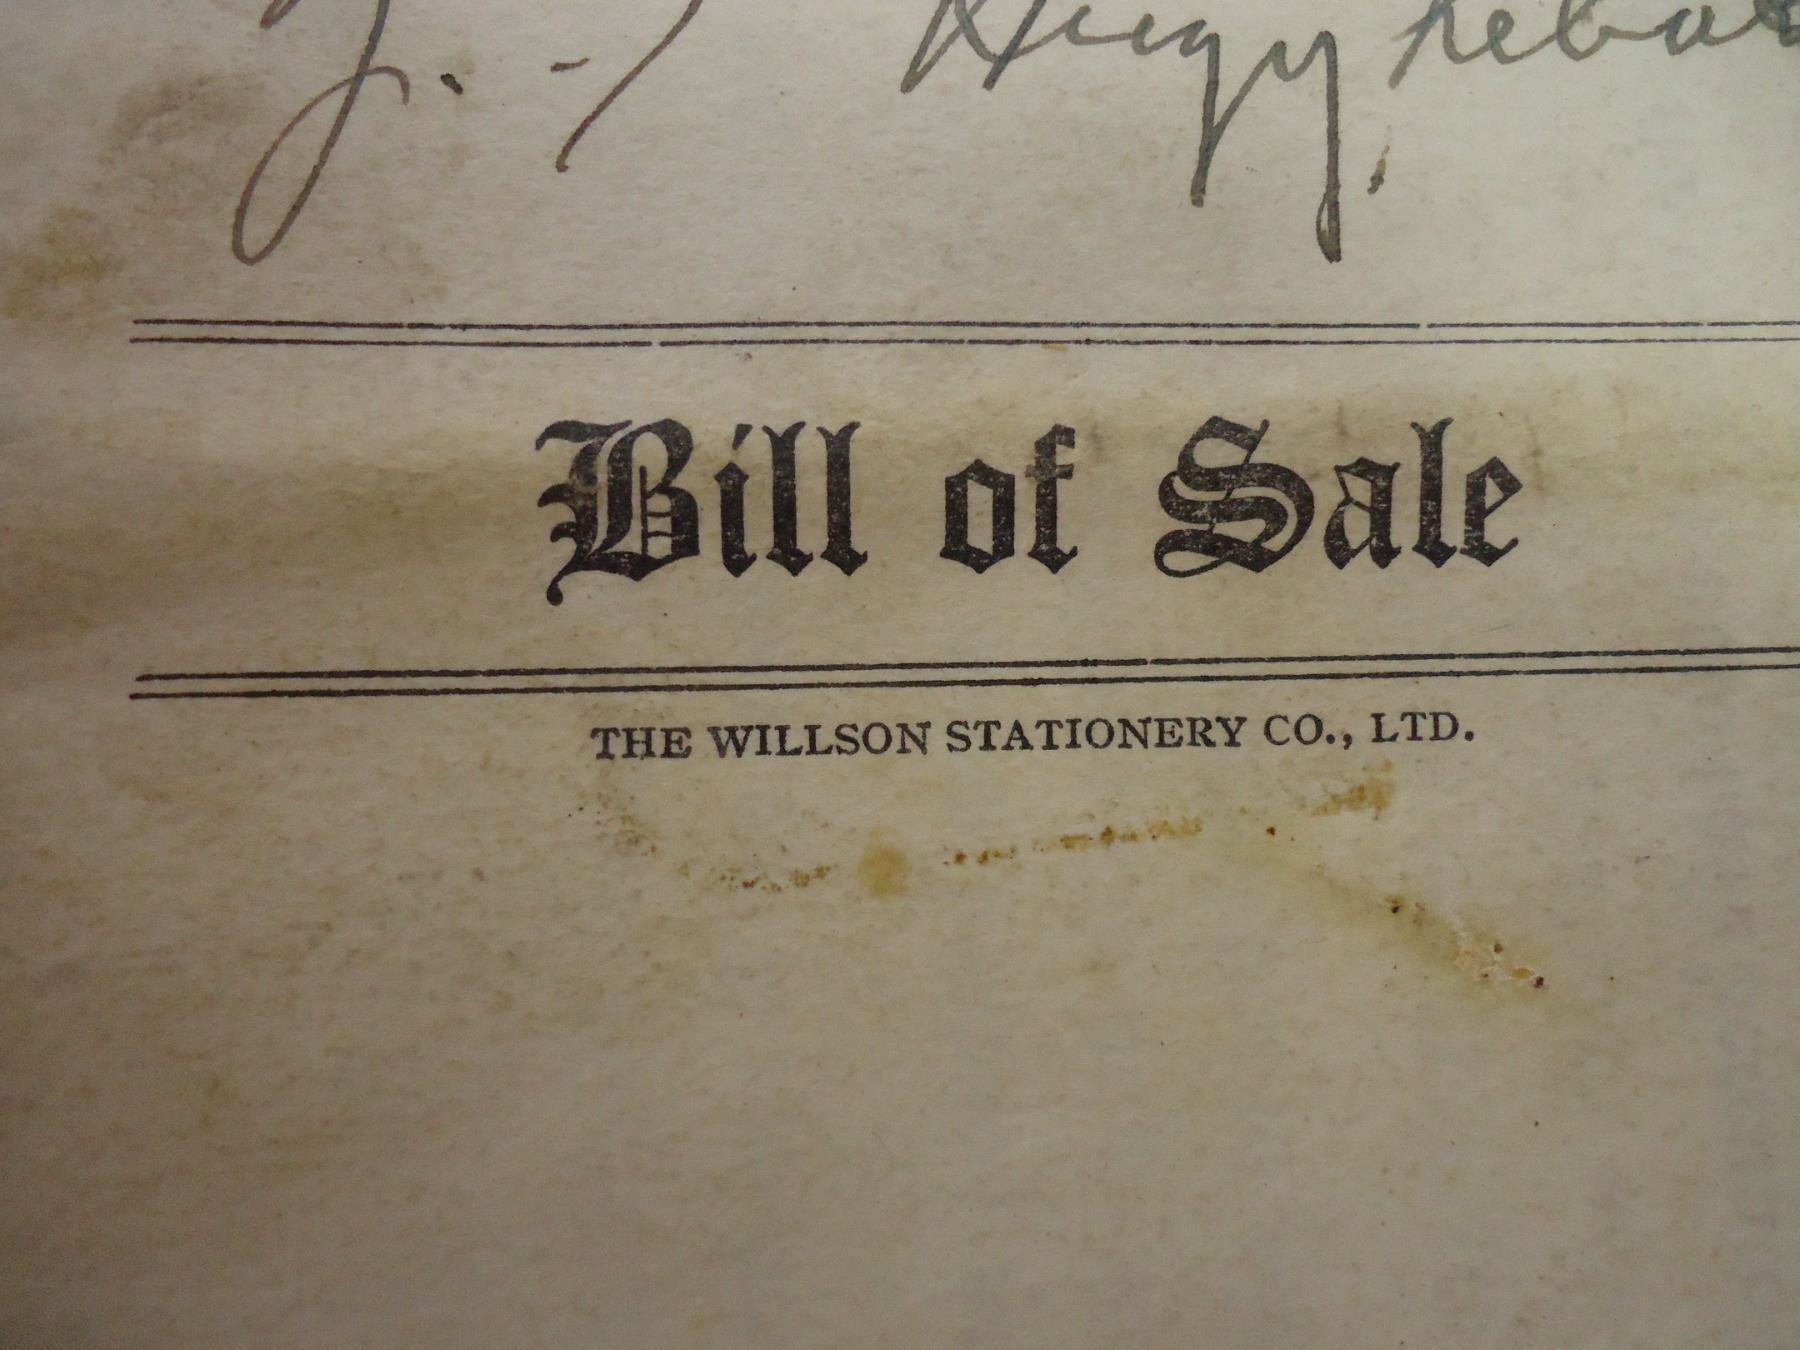 Bill of Sale
THE WILLSON STATIONERY CO., LTD.